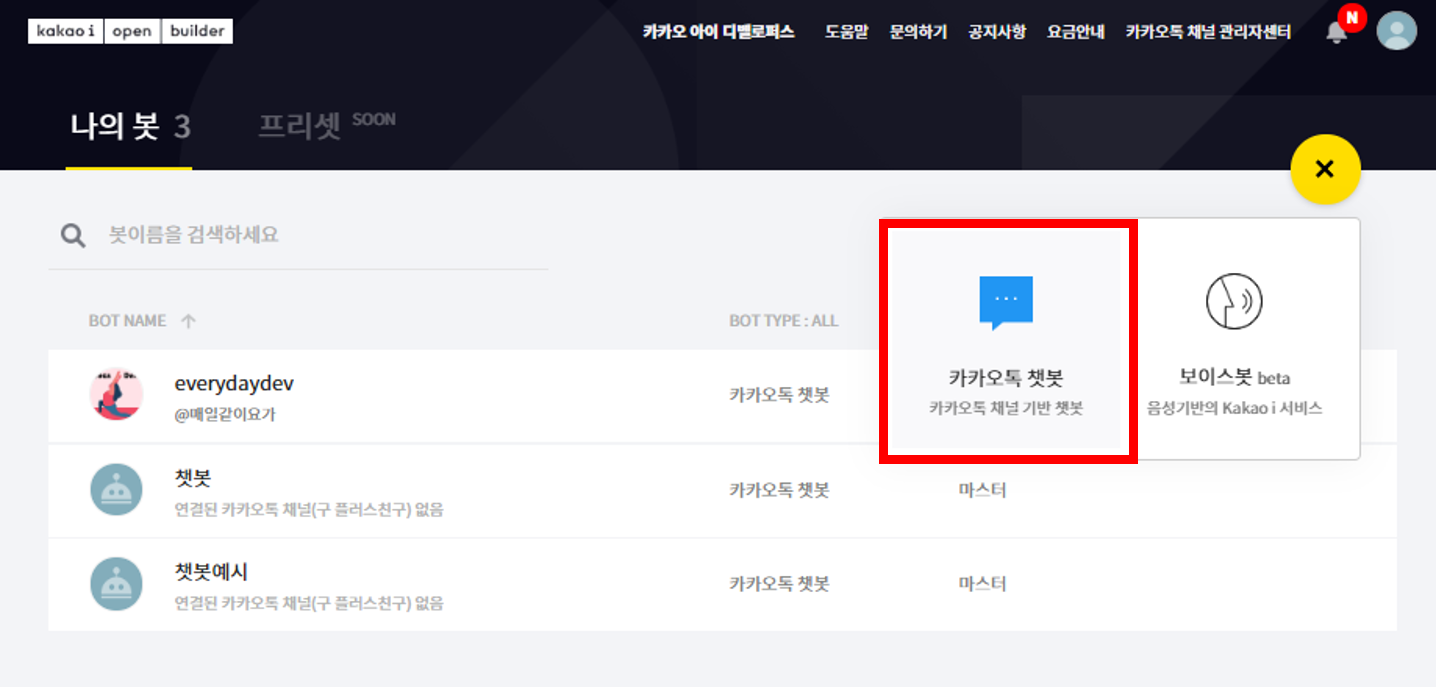 kakao i open builder
카카오 아이 디벨로퍼스 도움말 문의하기 공지사항 요금안내 카카오톡 채널 관리자센터 N
나의 봇 3 프리셋 SOON
봇이름을 검색하세요
BOT NAME BOT TYPE : ALL
everydaydev
@매일같이요가
카카오톡 챗봇
챗봇
연결된 카카오톡 채널(구 플러스친구) 없음
카카오톡 챗봇 마스터
챗봇예시
연결된 카카오톡 채널(구 플러스친구) 없음
카카오톡 챗봇 마스터
카카오톡 챗봇
카카오톡 채널 기반 챗봇
보이스봇 beta
음성기반의 Kakao i 서비스